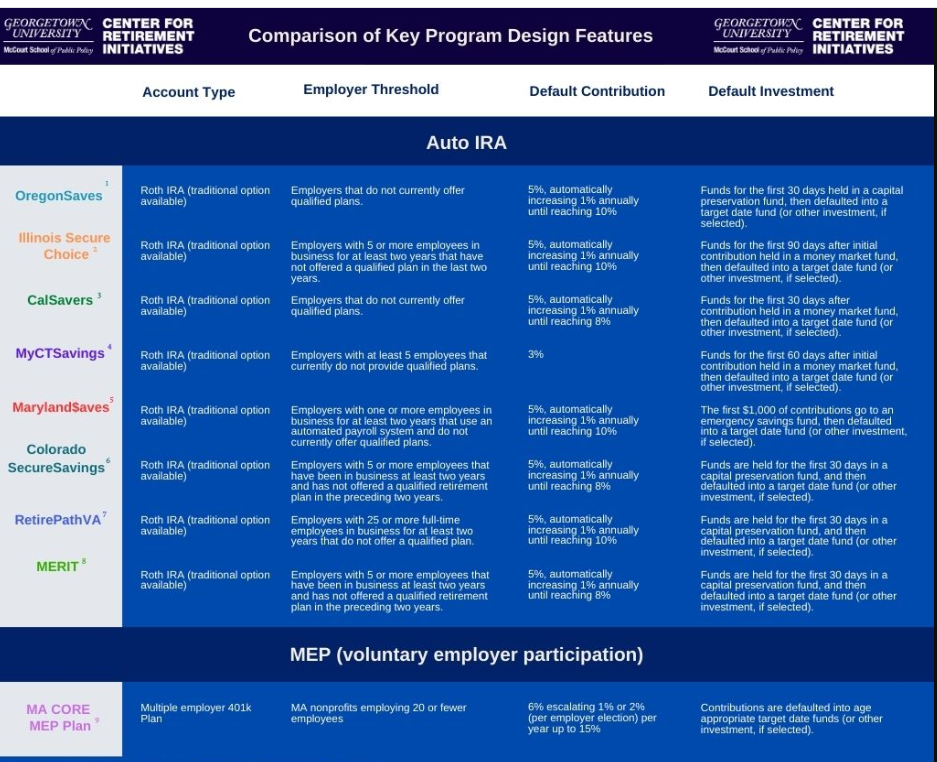 GEORGETOWN UNIVERSITY
McCourt School of Public Policy
CENTER FOR
RETIREMENT
INITIATIVES
Comparison of Key Program Design Features
GEORGETOWN UNIVERSITY
McCourt School of Public Policy
CENTER FOR
RETIREMENT
INITIATIVES
Account Type
Employer Threshold
Default Contribution
Default Investment
Auto IRA
OregonSaves 1
Roth IRA (traditional option
available)
Employers that do not currently offer
qualified plans.
5%, automatically
increasing 1% annually
until reaching 10%
Funds for the first 30 days held in a capital
preservation fund, then defaulted into a
target date fund (or other investment, if
selected).
Illinois Secure
Choice 2
Roth IRA (traditional option
available)
Employers with 5 or more employees in
business for at least two years that have
not offered a qualified plan in the last two
years.
5%, automatically
increasing 1% annually
until reaching 10%
Funds for the first 90 days after initial
contribution held in a money market fund,
then defaulted into a target date fund (or
other investment, if selected).
CalSavers 3
Roth IRA (traditional option
available)
Employers that do not currently offer
qualified plans.
5%, automatically
increasing 1% annually
until reaching 8%
Funds for the first 30 days after
contribution held in a money market fund,
then defaulted into a target date fund (or
other investment, if selected).
MyCTSavings 4
Roth IRA (traditional option
available)
Employers with at least 5 employees that
currently do not provide qualified plans.
3%
Funds for the first 60 days after initial
contribution held in a money market fund,
then defaulted into a target date fund (or
other investment, if selected).
Maryland$aves 5
Roth IRA (traditional option
available)
Employers with one or more employees in
business for at least two years that use an
automated payroll system and do not
currently offer qualified plans.
5%, automatically
increasing 1% annually
until reaching 10%
The first $1,000 of contributions go to an
emergency savings fund, then defaulted
into a target date fund (or other investment,
if selected).
Colorado
SecureSavings 6
Roth IRA (traditional option
available)
Employers with 5 or more employees that
have been in business at least two years
and has not offered a qualified retirement
plan in the preceding two years.
5%, automatically
increasing 1% annually
until reaching 8%
Funds are held for the first 30 days in a
capital preservation fund, and then
defaulted into a target date fund (or other
investment, if selected).
RetirePathVA 7
Roth IRA (traditional option
available)
Employers with 25 or more full-time
employees in business for at least two
years that do not offer a qualified plan.
5%, automatically
increasing 1% annually
until reaching 10%
Funds are held for the first 30 days in a
capital preservation fund, and then
defaulted into a target date fund (or other
investment, if selected).
MERIT 8
Roth IRA (traditional option
available)
Employers with 5 or more employees that
have been in business at least two years
and has not offered a qualified retirement
plan in the preceding two years.
5%, automatically
increasing 1% annually
until reaching 8%
Funds are held for the first 30 days in a
capital preservation fund, and then
defaulted into a target date fund (or other
investment, if selected).
MEP (voluntary employer participation)
MA CORE
MEP Plan 9
Multiple employer 401k
Plan
MA nonprofits employing 20 or fewer
employees
6% escalating 1% or 2%
(per employer election) per
year up to 15%
Contributions are defaulted into age
appropriate target date funds (or other
investment, if selected).